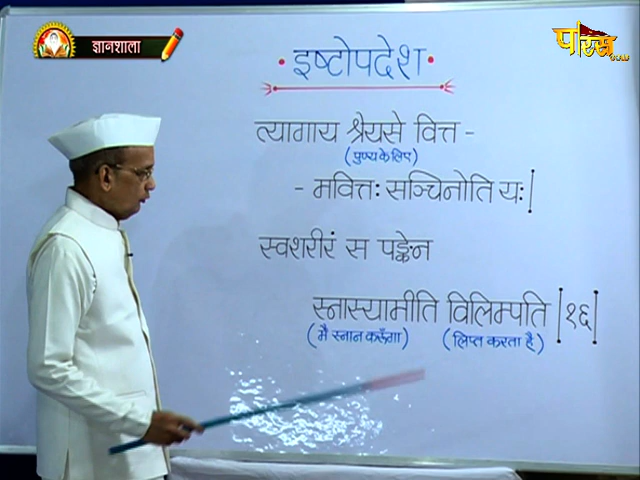 ज्ञानशाला
पारस
इष्टोपदेश
त्यागाय श्रेयसे वित्त -
(पुण्य के लिए)
- मवित्तः सञ्चिनोति यः|
स्वशरीरं स पङ्केन
स्नास्यामीति विलिम्पति |१६|
(मै स्नान करूँगा) (लिप्त करता है)